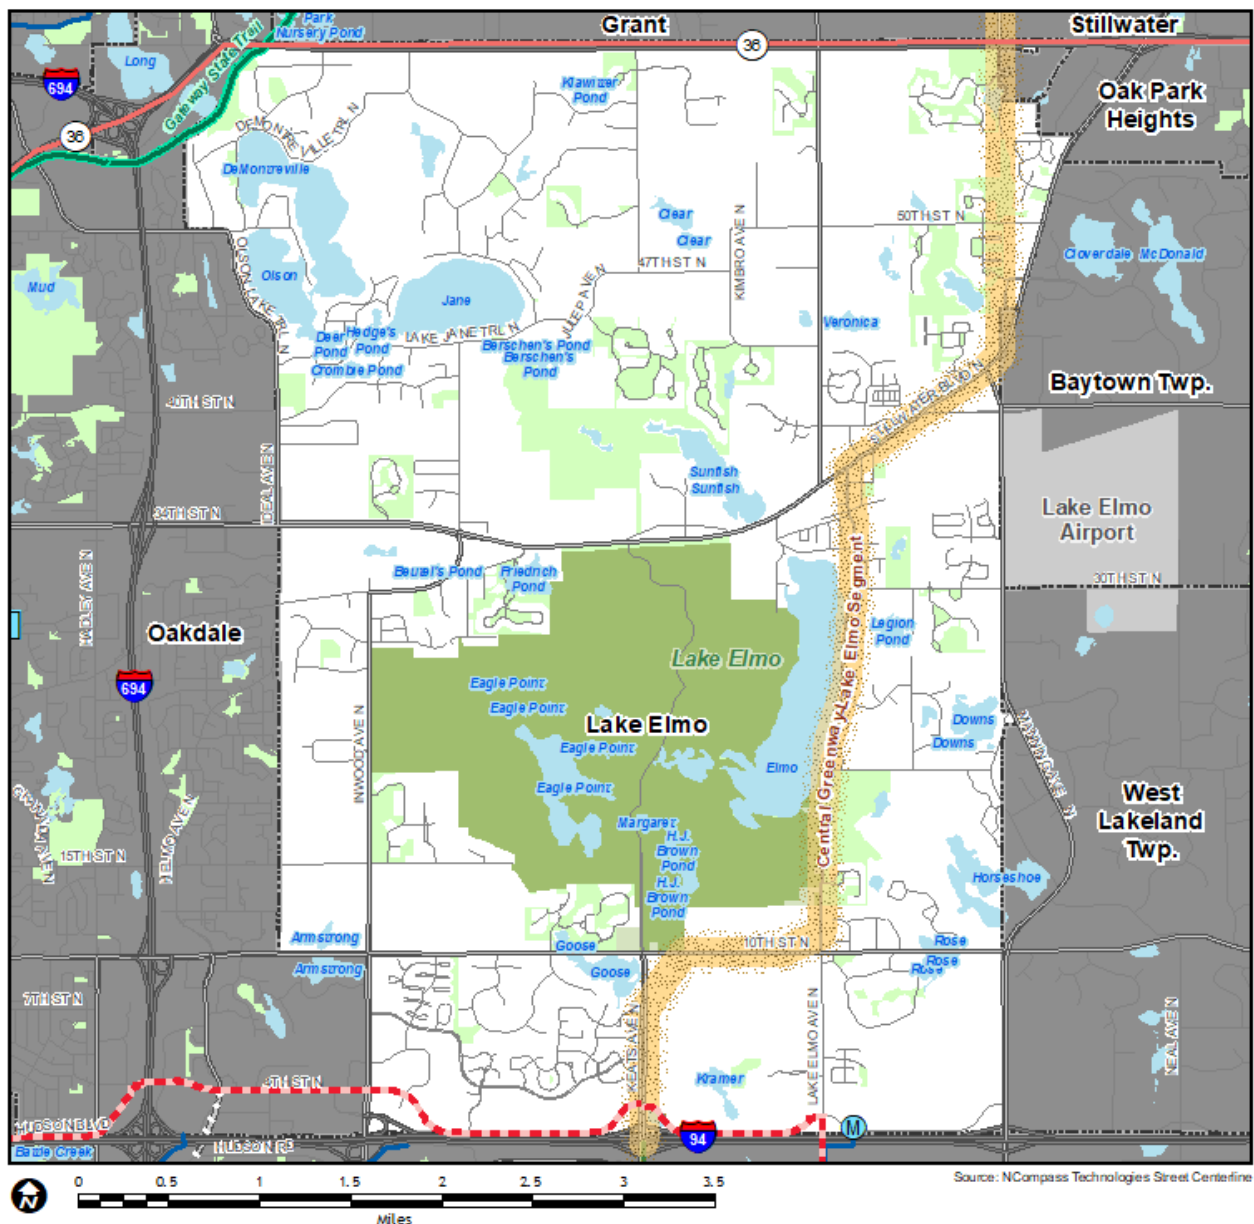 Grant
Stillwater
Park
Nursery Pond
36
Long
694
Gateway State Trail
36
Klawitter
Pond
Oak Park
Heights
DEMONTRE
VILLE TRL N
DeMontreville
Clear
Clear
50TH ST N
KIMBRO AVE N
47TH ST N
Cloverdale
McDonald
Mud
Olson
OLSON LAKE TRL N
Jane
JULEP AVE N
Veronica
Deer
Pond
Hedge's
Pond
LAKE JANE TRL N
Berschen's Pond
Berschen's
Pond
Crombie Pond
STILLWATER BLVD N
Baytown Twp.
40TH ST N
IDEAL AVE N
Sunfish
Sunfish
34TH ST N
Lake Elmo
Airport
HADLEY AVE N
Beutel's Pond
Friedrich
Pond
30TH ST N
Oakdale
Central Greenway-Lake Elmo Segment
Legion
Pond
Lake Elmo
694
Eagle Point
Eagle Point
Lake Elmo
Downs
Downs
INWOOD AVE N
Eagle Point
Elmo
MANNING AVE N
Eagle Point
West
Lakeland
Twp.
HELMO AVE N
Margaret
H.J.
Brown
Pond
15TH ST N
H.J.
Brown
Pond
Horseshoe
Armstrong
Goose
10TH ST N
Rose
Rose
Rose
Armstrong
Goose
7TH ST N
KEATS AVE N
LAKE ELMO AVE N
NEAL AVE N
4TH ST N
Kramer
HUDSON BLVD
M
94
HUDSON RD
Battle Creek
N
0 0.5 1 1.5 2 2.5 3 3.5
Miles
Source: NCompass Technologies Street Centerline